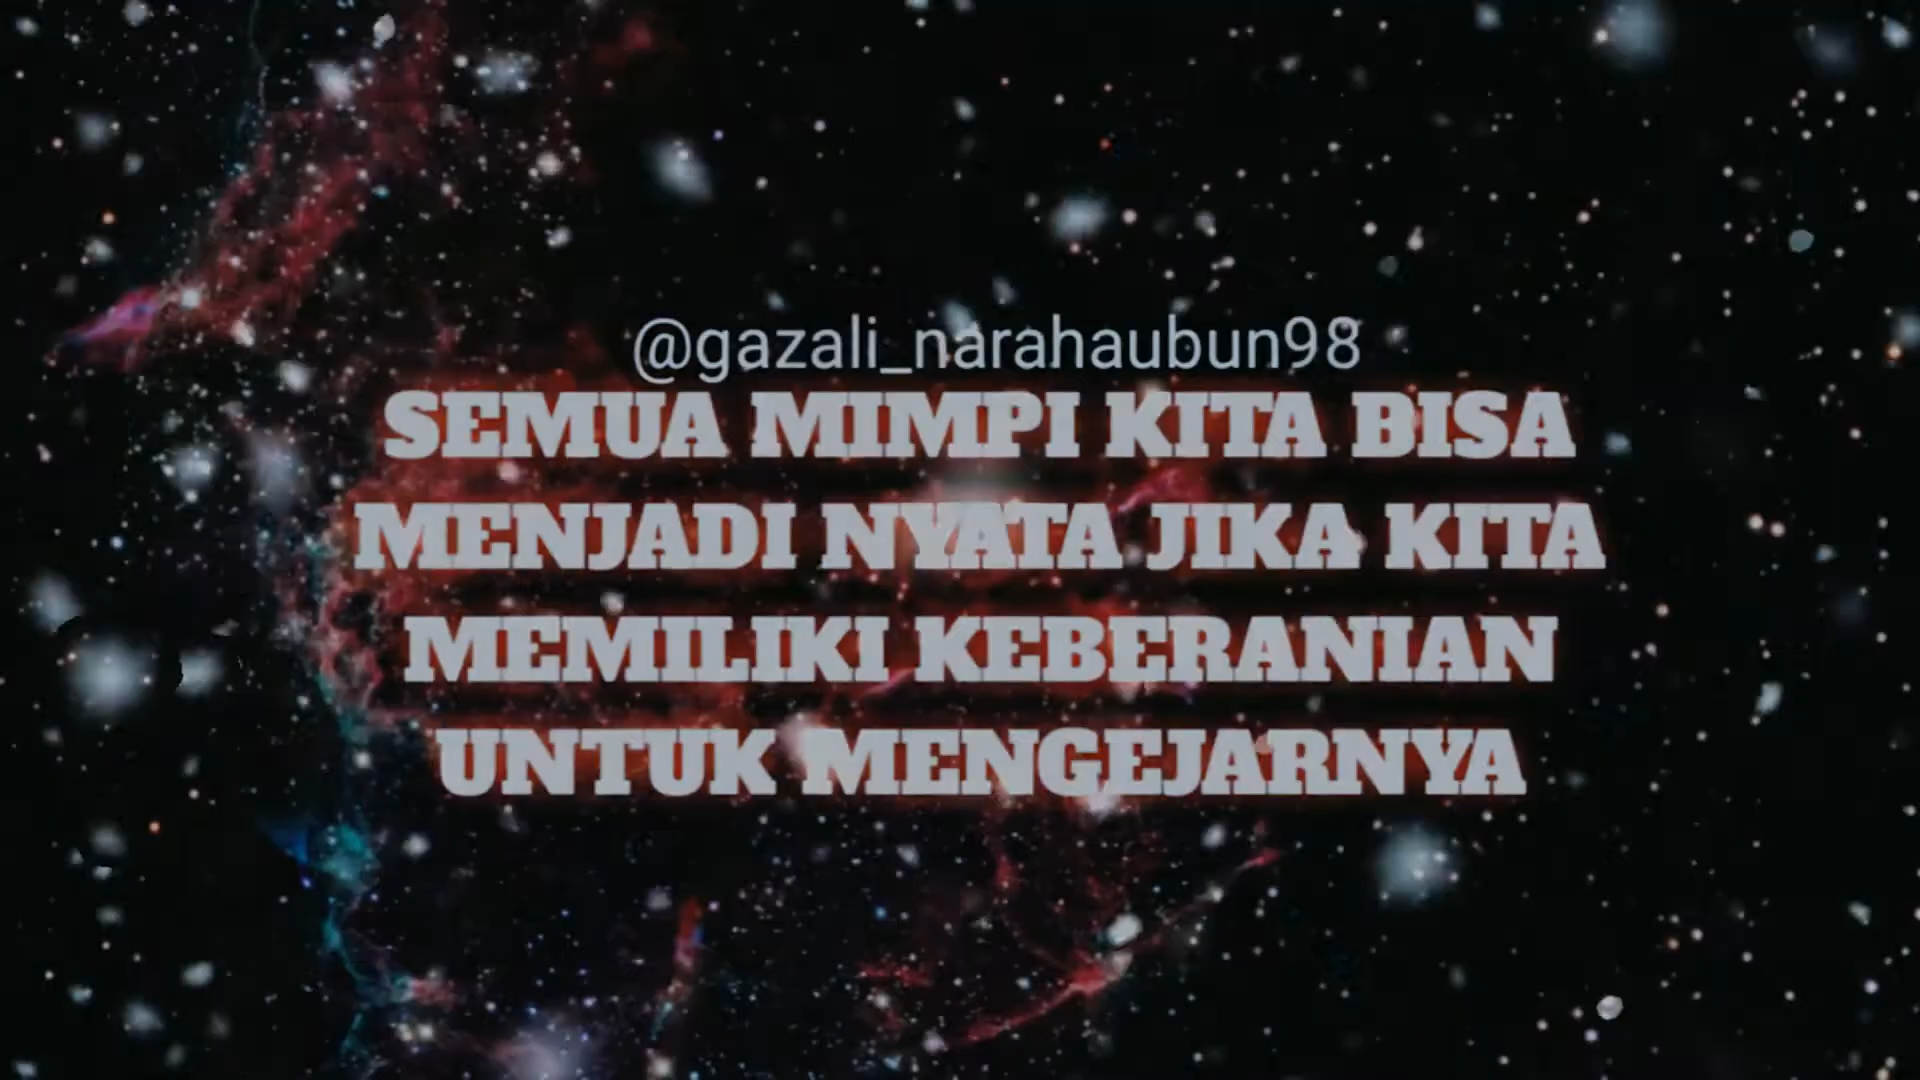 @gazali_narahaubun98
SEMUA MIMPI KITA BISA
MENJADI NYATA JIKA KITA
MEMILIKI KEBERANIAN
UNTUK MENGEJARNYA